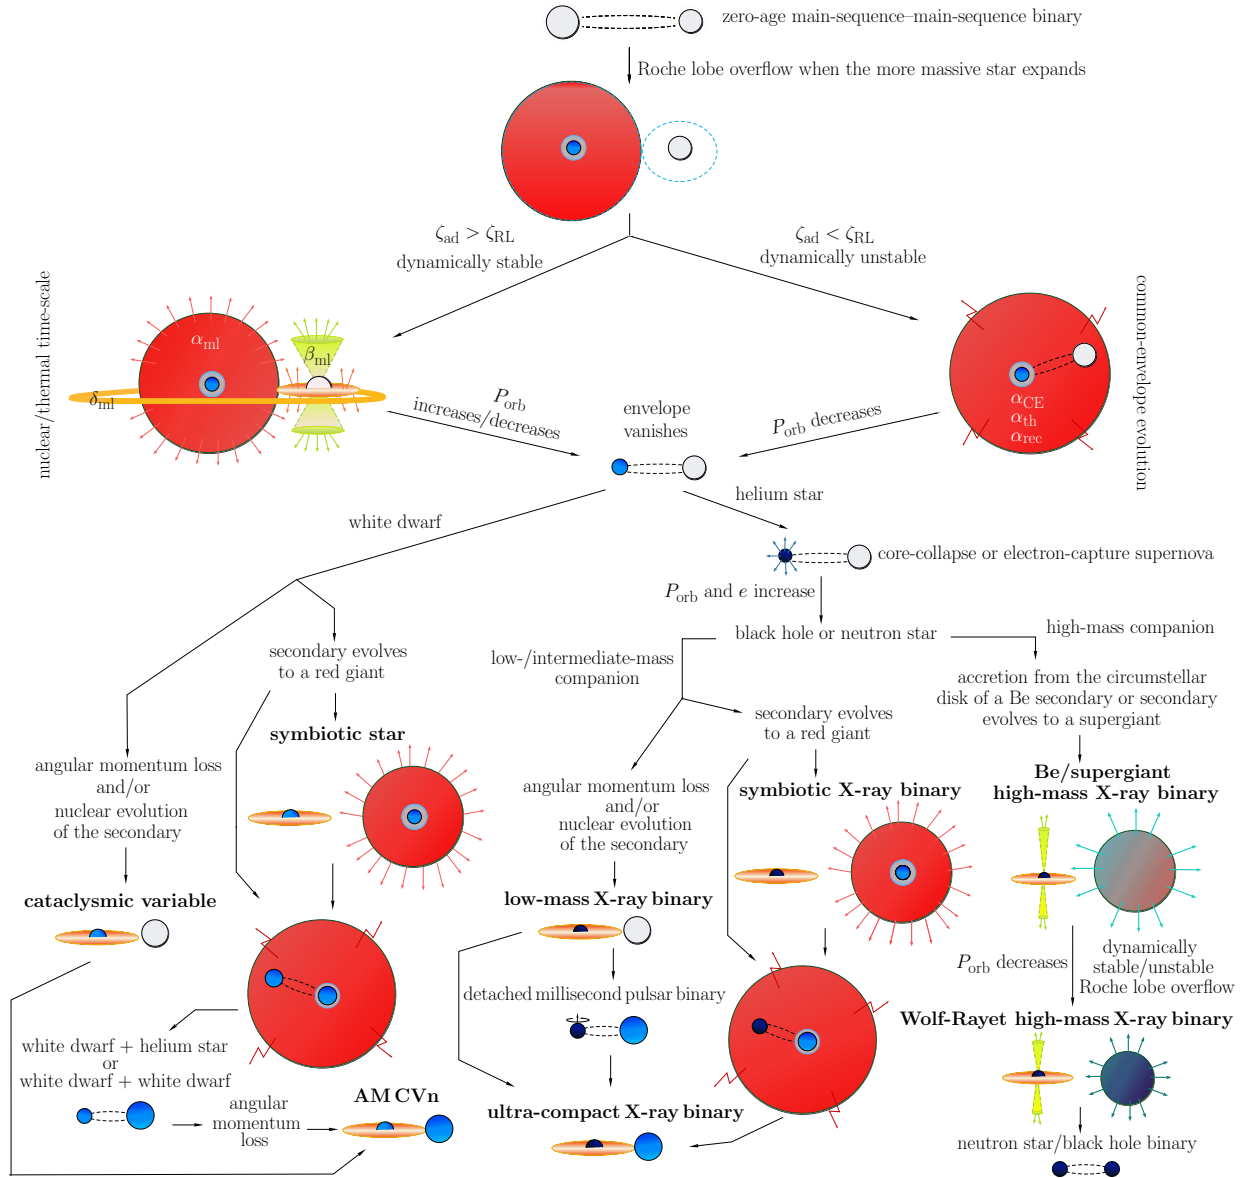 zero-age main-sequence–main-sequence binary
Roche lobe overflow when the more massive star expands
ζad > ζRL
dynamically stable
ζad < ζRL
dynamically unstable
nuclear/thermal time-scale
αml
βml
δml
common-envelope evolution
αCE
αth
αrec
Porb
increases/decreases
envelope
vanishes
Porb decreases
white dwarf
helium star
core-collapse or electron-capture supernova
Porb and e increase
black hole or neutron star
high-mass companion
low-/intermediate-mass
companion
secondary evolves
to a red giant
symbiotic star
accretion from the circumstellar
disk of a Be secondary or secondary
evolves to a supergiant
secondary evolves
to a red giant
angular momentum loss
and/or
nuclear evolution
of the secondary
angular momentum loss
and/or
nuclear evolution
of the secondary
symbiotic X-ray binary
Be/supergiant
high-mass X-ray binary
cataclysmic variable
low-mass X-ray binary
Porb decreases
dynamically
stable/unstable
Roche lobe overflow
detached millisecond pulsar binary
Wolf-Rayet high-mass X-ray binary
white dwarf + helium star
or
white dwarf + white dwarf
angular
momentum
loss
AM CVn
ultra-compact X-ray binary
neutron star/black hole binary